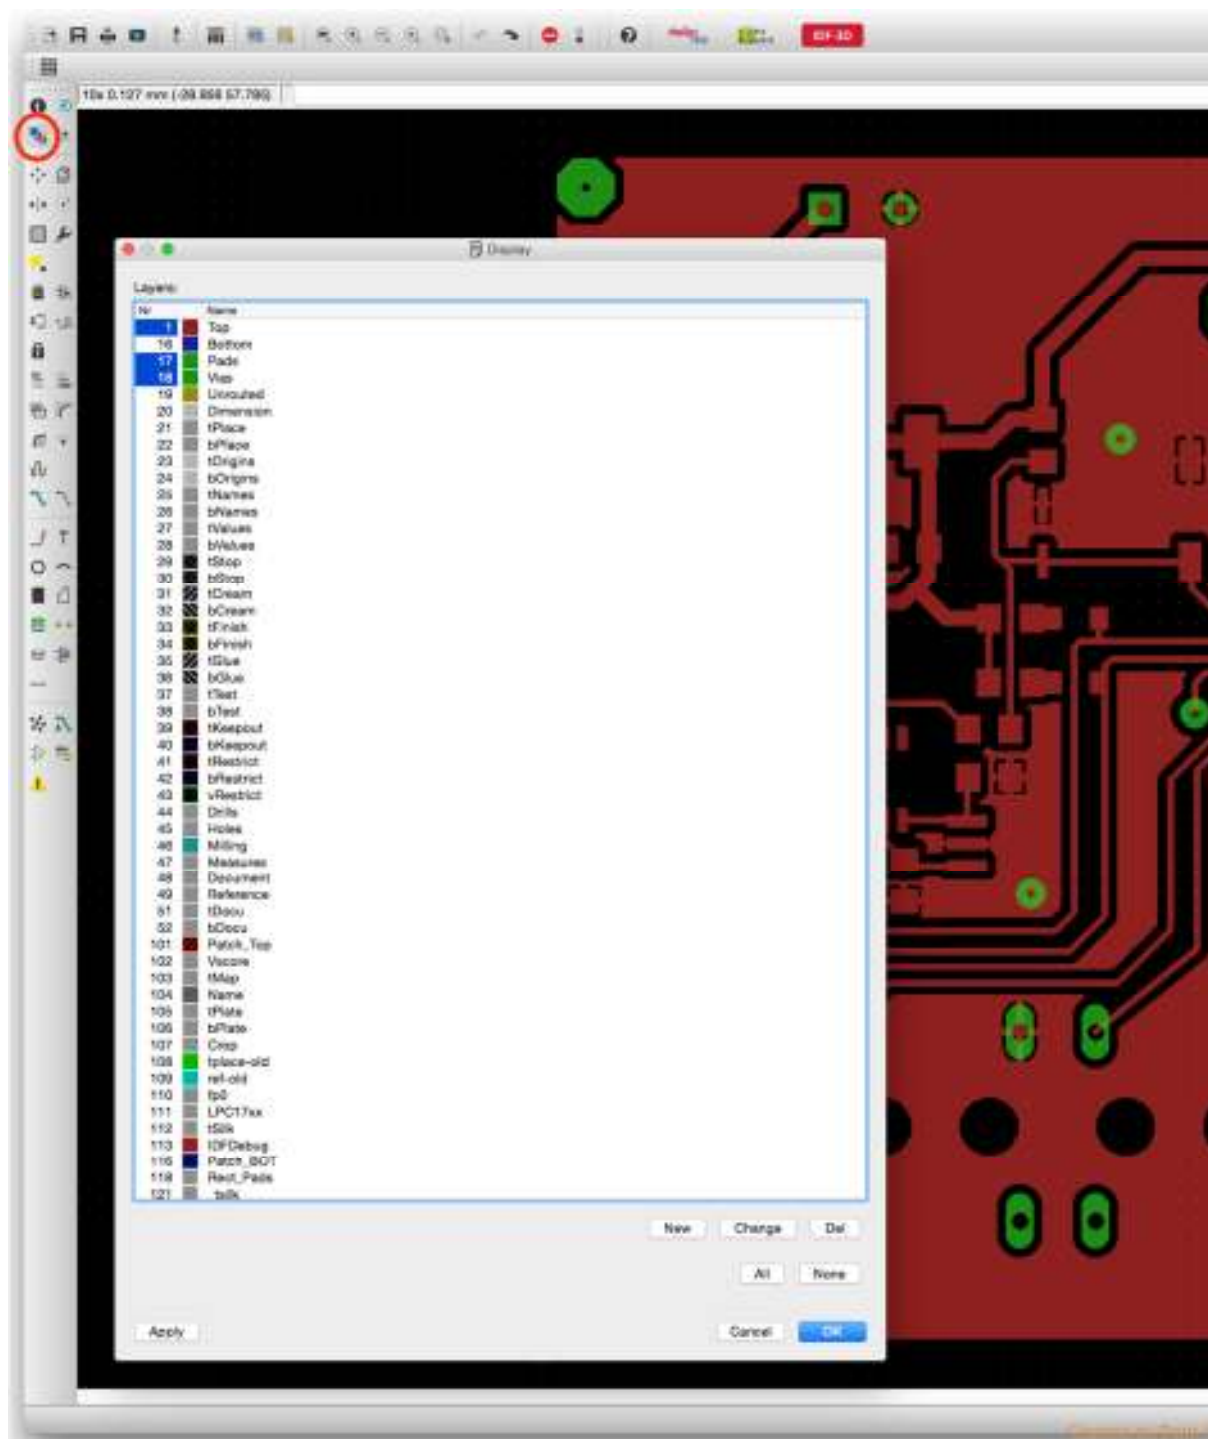 IDF-3D
Display
Layers:
Nr Name
1 Top
16 Bottom
17 Pads
18 Vias
19 Unrouted
20 Dimension
21 tPlace
22 bPlace
23 tOrigins
24 bOrigins
25 tNames
26 bNames
27 tValues
28 bValues
29 tStop
30 bStop
31 tCream
32 bCream
33 tFinish
34 bFinish
35 tGlue
36 bGlue
37 tTest
38 bTest
39 tKeepout
40 bKeepout
41 tRestrict
42 bRestrict
43 vRestrict
44 Drills
45 Holes
46 Milling
47 Measures
48 Document
49 Reference
51 tDocu
52 bDocu
101 Patch_Top
102 Vscore
103 tMap
104 Name
105 tPlate
106 bPlate
107 Crop
108 tplace-old
109 ref-old
110 fp0
111 LPC17xx
112 tSilk
113 IDFDebug
116 Patch_BOT
118 Rect_Pads
121 _tsilk
New Change Del
All None
Apply Cancel OK